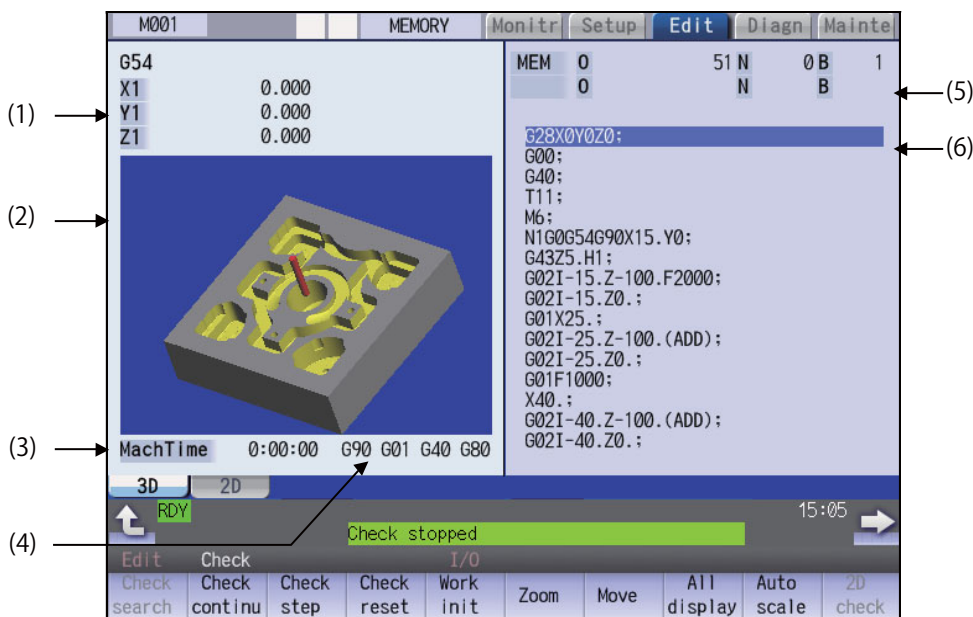 M001 MEMORY Monitr Setup Edit Diagn Mainte
G54
X1 0.000
Y1 0.000
Z1 0.000
MEM O 51 N 0 B 1
O N B
G28X0Y0Z0;
G00;
G40;
T11;
M6;
N1G0G54G90X15.Y0;
G43Z5.H1;
G02I-15.Z-100.F2000;
G02I-15.Z0.;
G01X25.;
G02I-25.Z-100.(ADD);
G02I-25.Z0.;
G01F1000;
X40.;
G02I-40.Z-100.(ADD);
G02I-40.Z0.;
MachTime 0:00:00 G90 G01 G40 G80
3D 2D
RDY 15:05
Check stopped
Edit Check I/O
Check search
Check continu
Check step
Check reset
Work init
Zoom
Move
All display
Auto scale
2D check
(1)
(2)
(3)
(4)
(5)
(6)